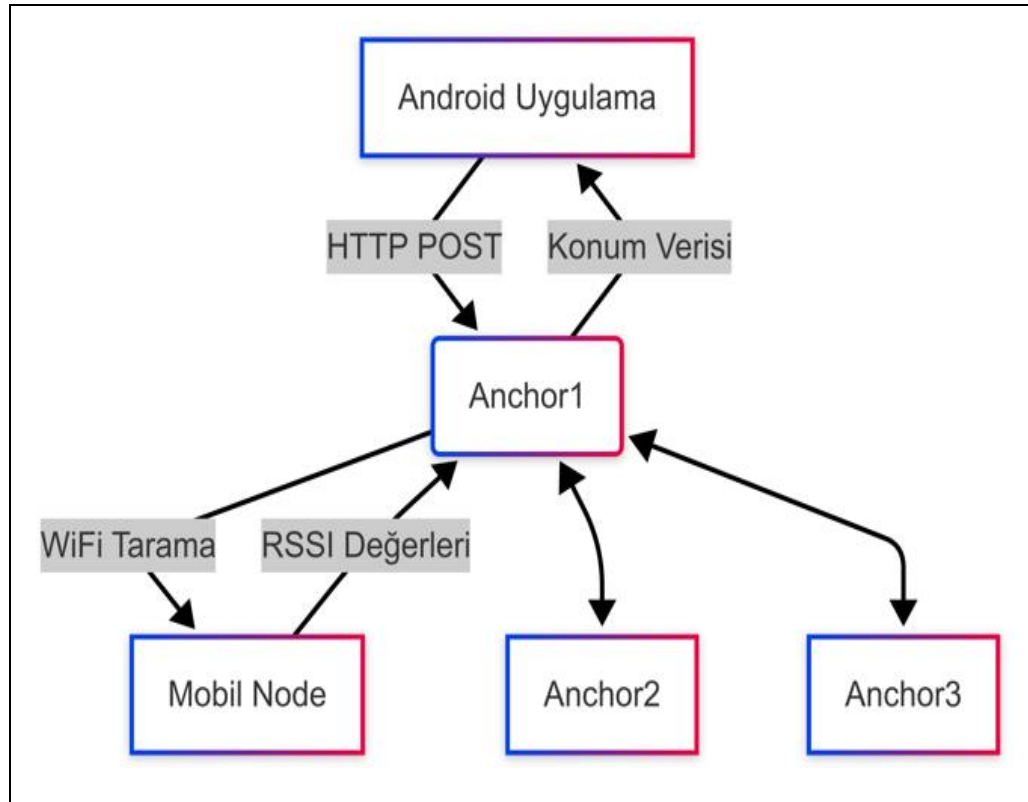 Android Uygulama
HTTP POST
Konum Verisi
Anchor1
WiFi Tarama
RSSI Değerleri
Mobil Node
Anchor2
Anchor3